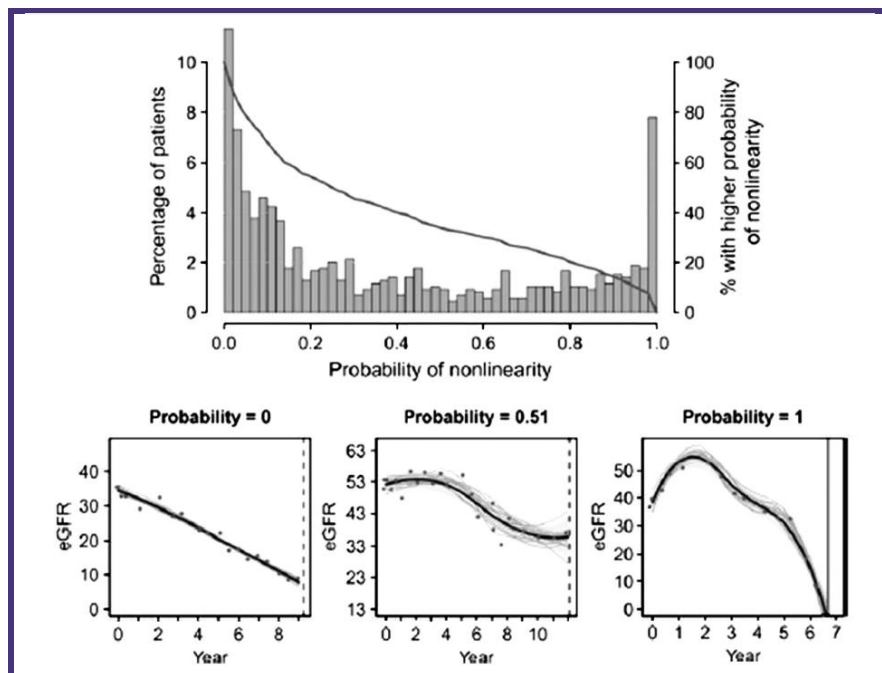 Percentage of patients
10
8
6
4
2
0
100
80
60
40
20
0
% with higher probability
of nonlinearity
0.0 0.2 0.4 0.6 0.8 1.0
Probability of nonlinearity
Probability = 0
eGFR
40
30
20
10
0
0 2 4 6 8
Year
Probability = 0.51
eGFR
63
53
43
33
23
13
0 2 4 6 8 10
Year
Probability = 1
eGFR
50
40
30
20
10
0
0 1 2 3 4 5 6 7
Year